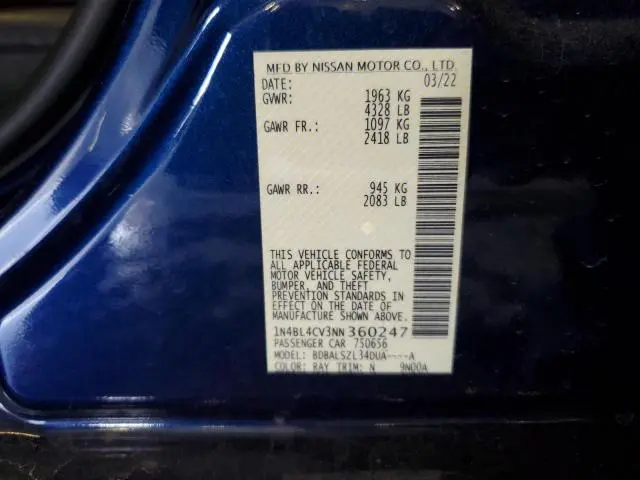 MFD BY NISSAN MOTOR CO., LTD.
DATE: 03/22
GVWR: 1963 KG
4328 LB
GAWR FR.: 1097 KG
2418 LB
GAWR RR.: 945 KG
2083 LB
THIS VEHICLE CONFORMS TO
ALL APPLICABLE FEDERAL
MOTOR VEHICLE SAFETY,
BUMPER, AND THEFT
PREVENTION STANDARDS IN
EFFECT ON THE DATE OF
MANUFACTURE SHOWN ABOVE.
1N4BL4CV3NN360247
PASSENGER CAR 750656
MODEL: BDBALSZL34DUA----A
COLOR: RAY TRIM: N 9N00A